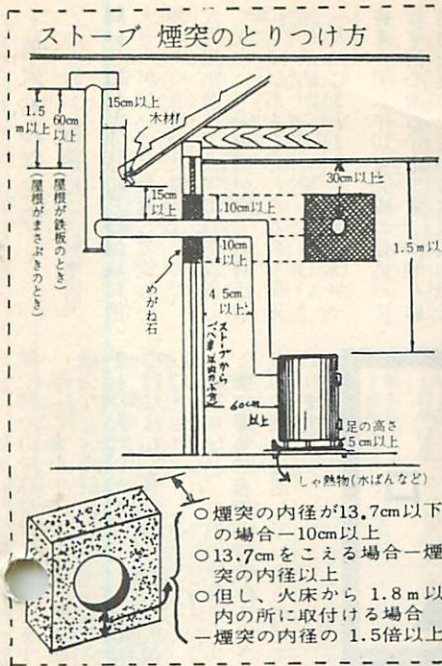 ストーブ 煙突のとりつけ方
1.5
m以上
60cm
以上
15cm以上
木材
(屋根がまさぶきのとき)
(屋根が鉄板のとき)
15cm
以上
10cm以上
10cm
以上
30cm以上
1.5m以
めがね石
45cm
以上
ストーブから
60cm
以上
足の高さ
5cm以上
しゃ熱物(水ばんなど)
○煙突の内径が13.7cm以下
の場合ー10cm以上
○13.7cmをこえる場合ー煙
突の内径以上
○但し、火床から 1.8m以
内の所に取付ける場合
ー煙突の内径の 1.5倍以上